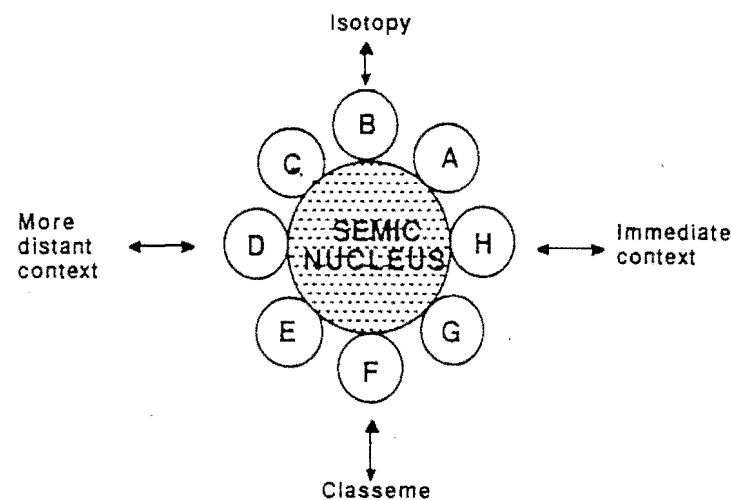 Isotopy
B
C
A
More
distant
context
D
SEMIC
NUCLEUS
H
Immediate
context
E
G
F
Classeme